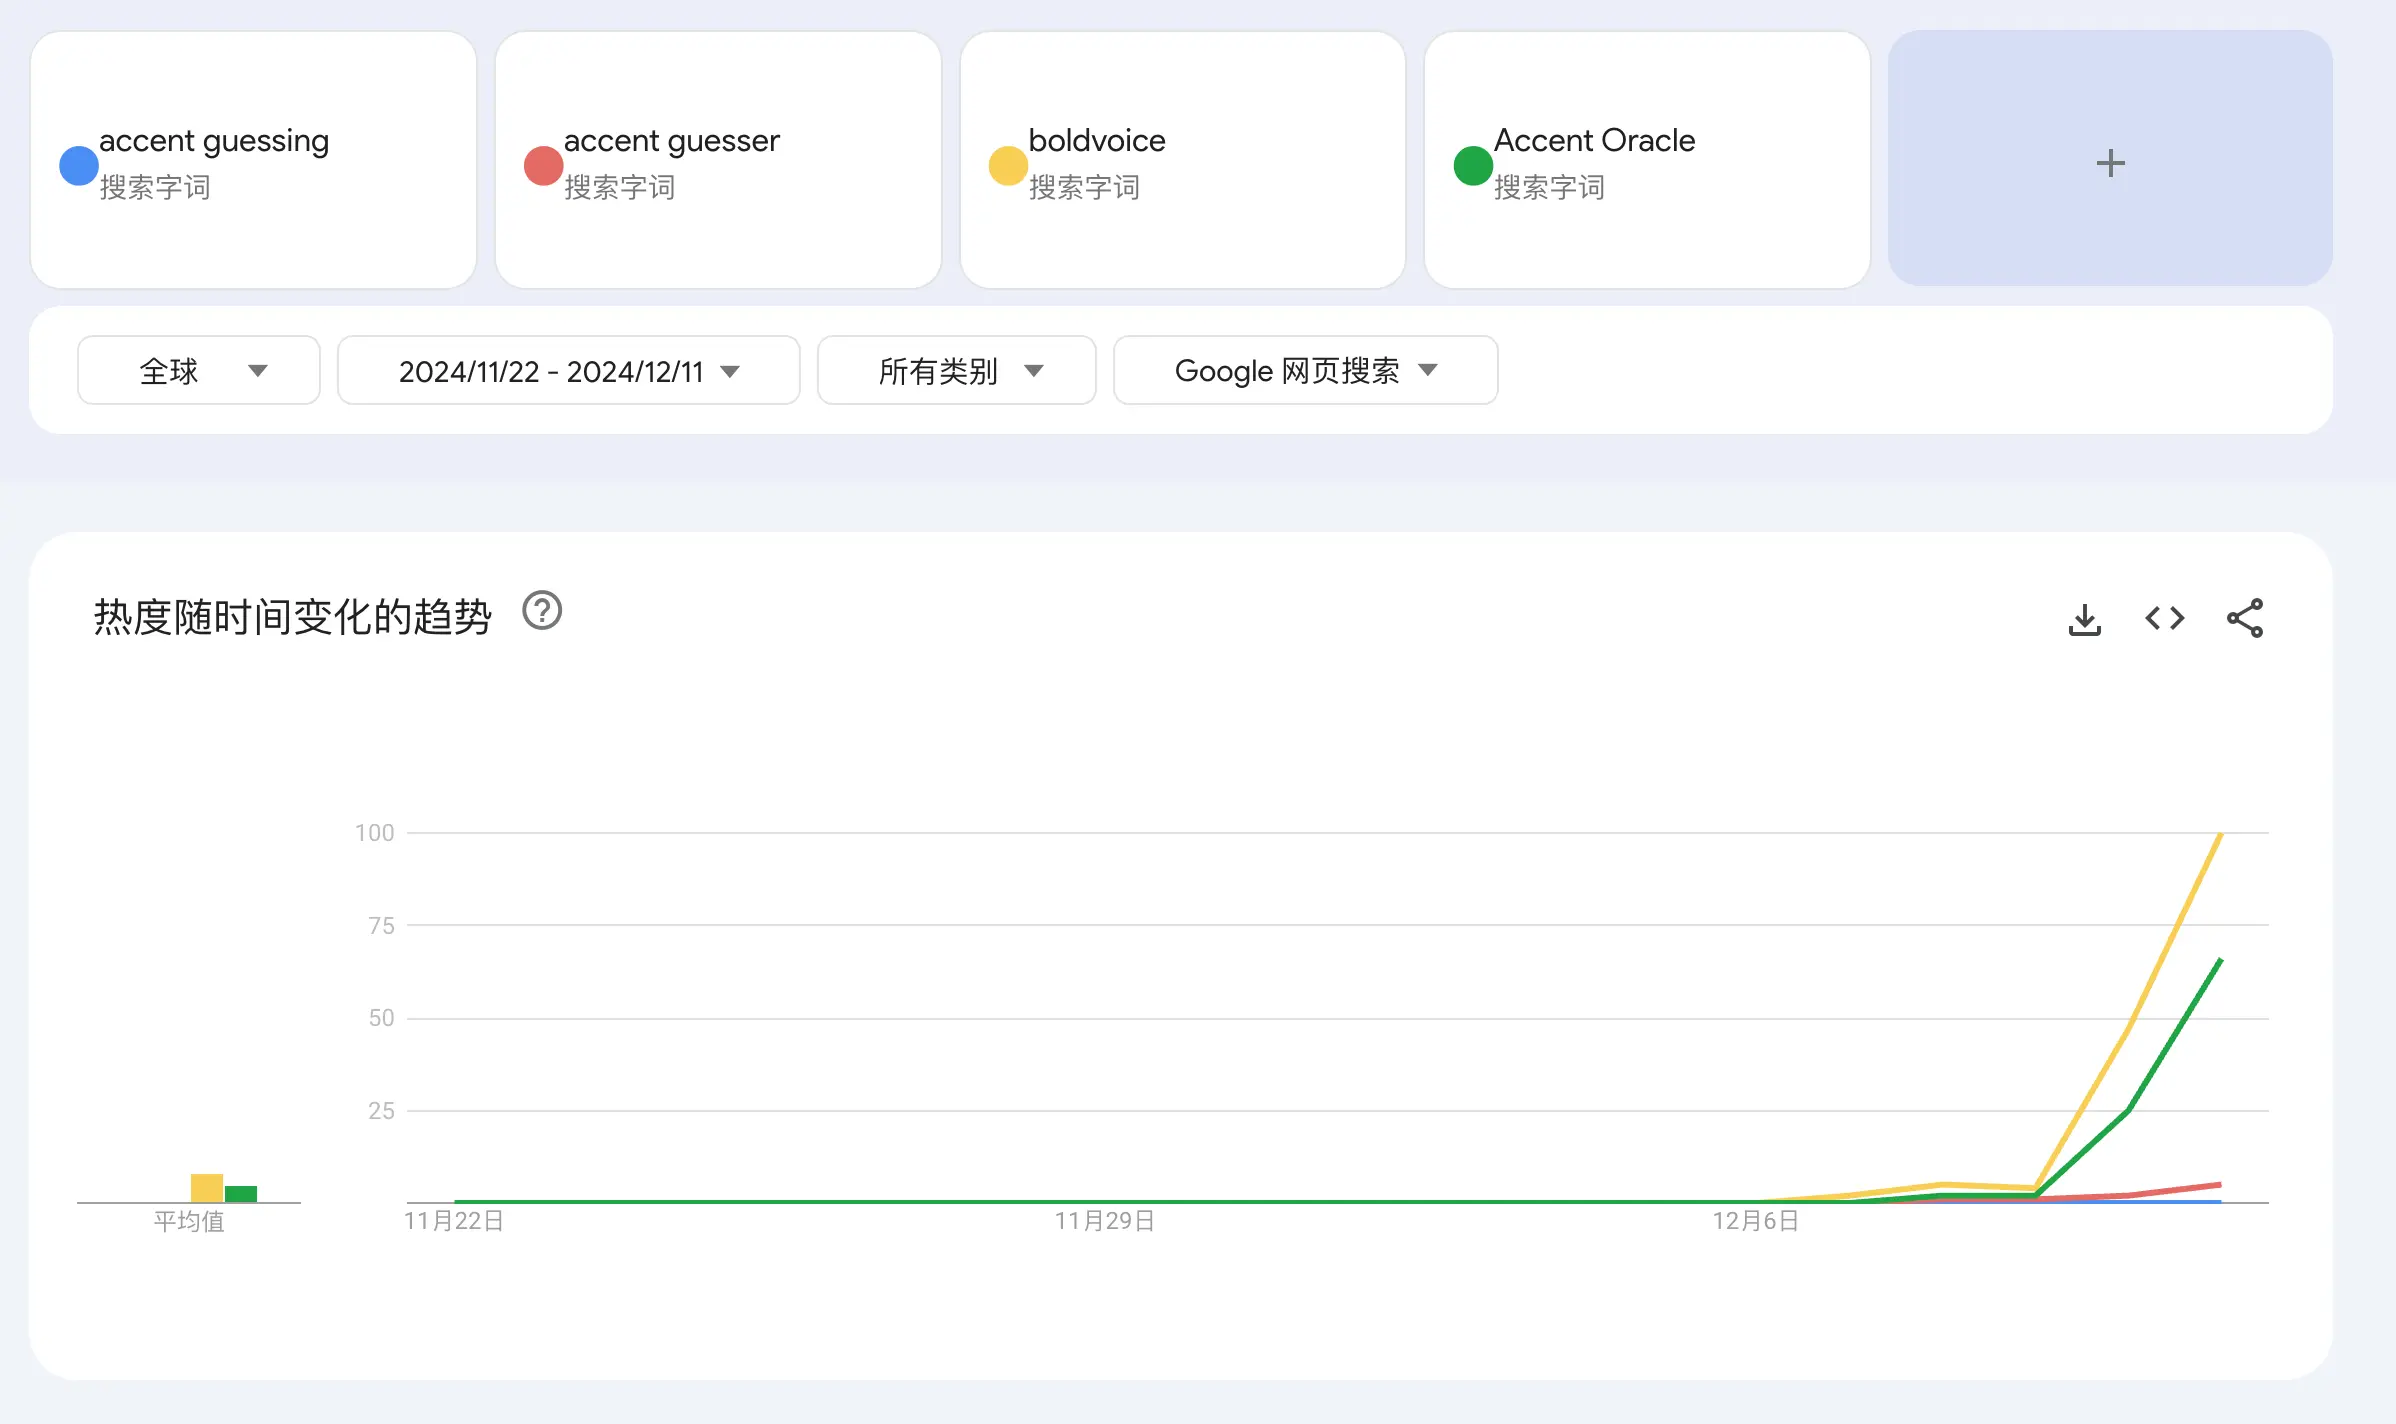 accent guessing
搜索字词
accent guesser
搜索字词
boldvoice
搜索字词
Accent Oracle
搜索字词
+
全球
2024/11/22 - 2024/12/11
所有类别
Google 网页搜索
热度随时间变化的趋势
?
100
75
50
25
平均值
11月22日
11月29日
12月6日